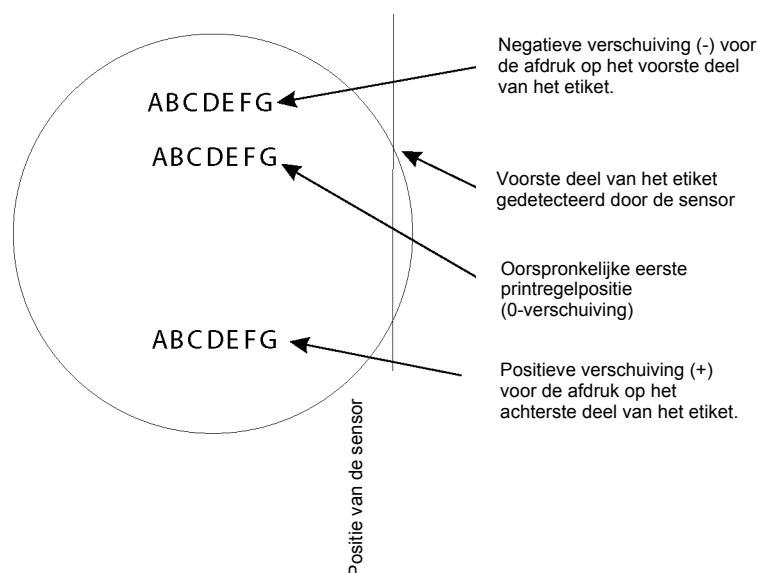 Negatieve verschuiving (-) voor
de afdruk op het voorste deel
van het etiket.
ABCDEFG
ABCDEFG
Voorste deel van het etiket
gedetecteerd door de sensor
Oorspronkelijke eerste
printregelpositie
(0-verschuiving)
ABCDEFG
Positieve verschuiving (+)
voor de afdruk op het
achterste deel van het etiket.
Positie van de sensor